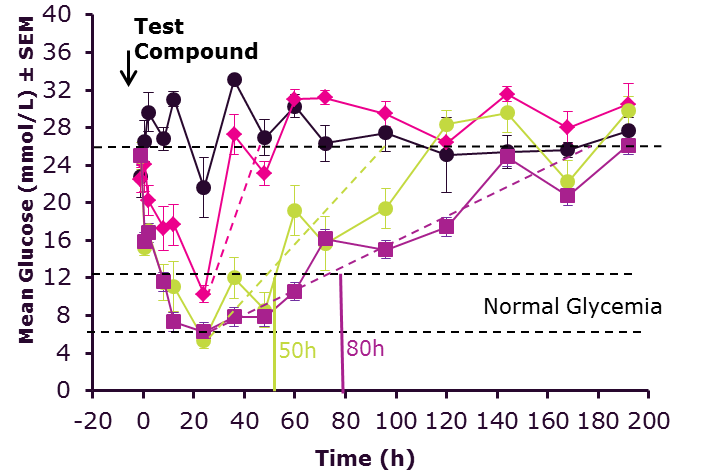 Mean Glucose (mmol/L) ± SEM
40
36
32
28
24
20
16
12
8
4
0
Test
Compound
Normal Glycemia
50h
80h
-20 0 20 40 60 80 100 120 140 160 180 200
Time (h)